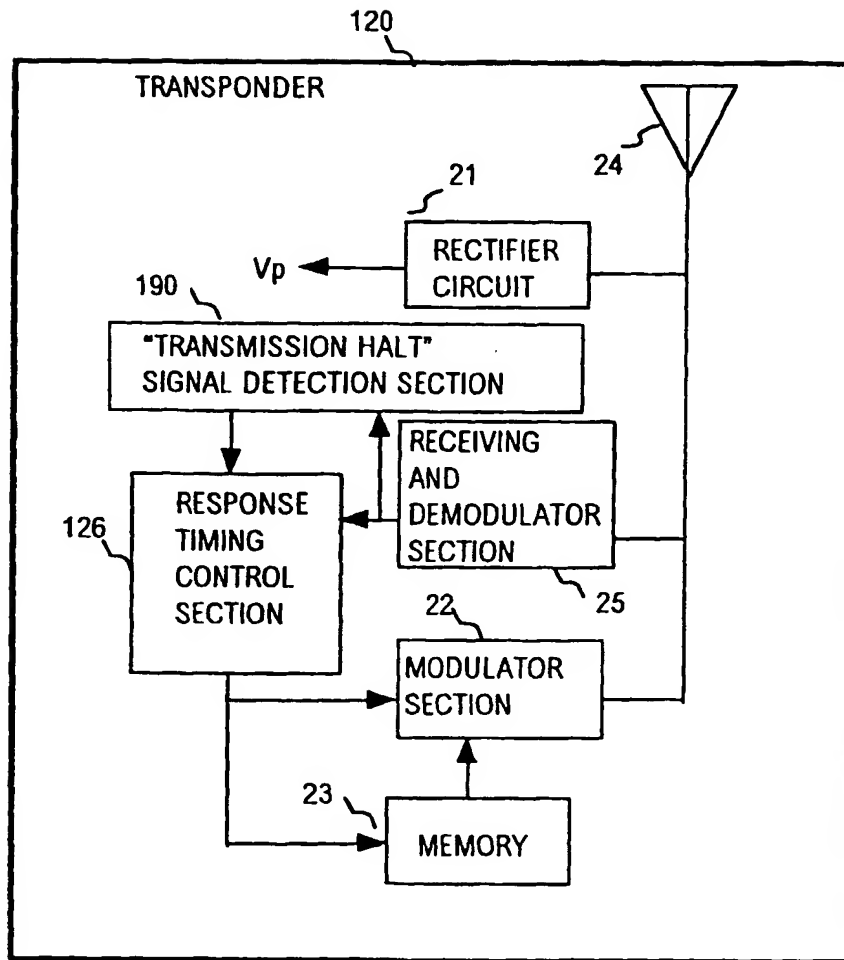 120
TRANSPONDER
24
21
RECTIFIER
CIRCUIT
Vp
190
"TRANSMISSION HALT"
SIGNAL DETECTION SECTION
RECEIVING
AND
DEMODULATOR
SECTION
25
126
RESPONSE
TIMING
CONTROL
SECTION
22
MODULATOR
SECTION
23
MEMORY